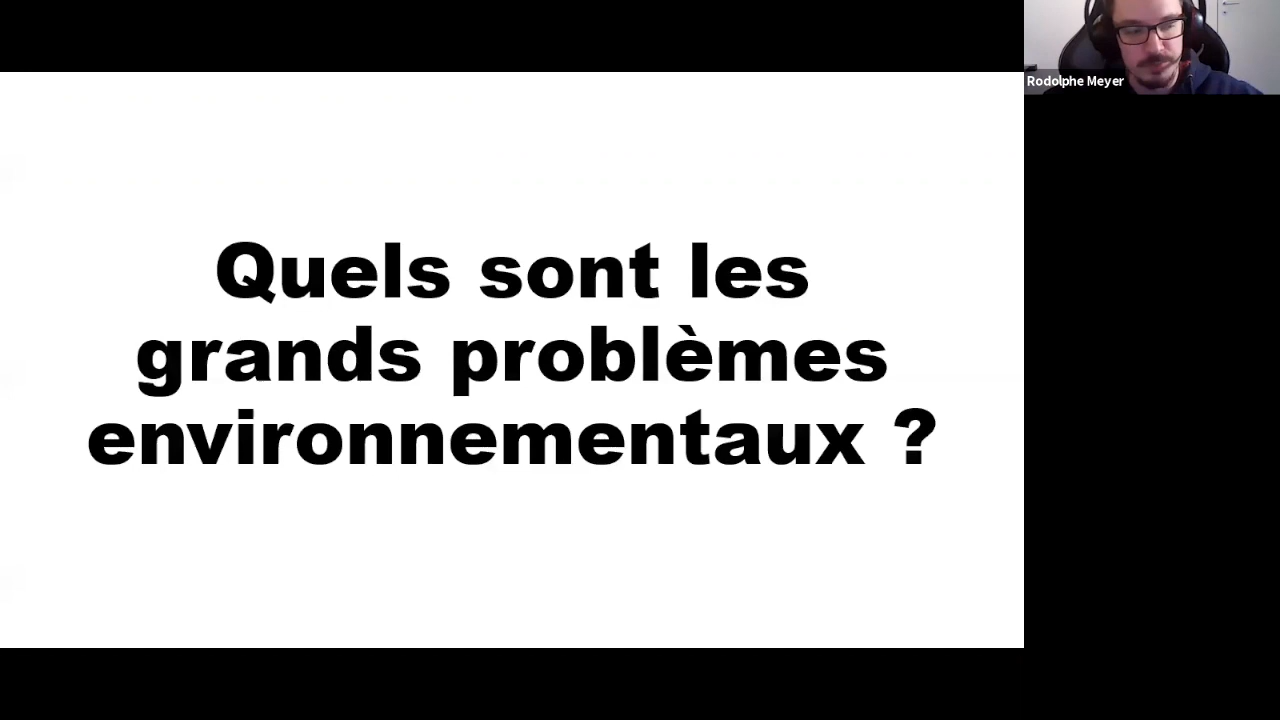 Rodolphe Meyer
Quels sont les
grands problèmes
environnementaux ?